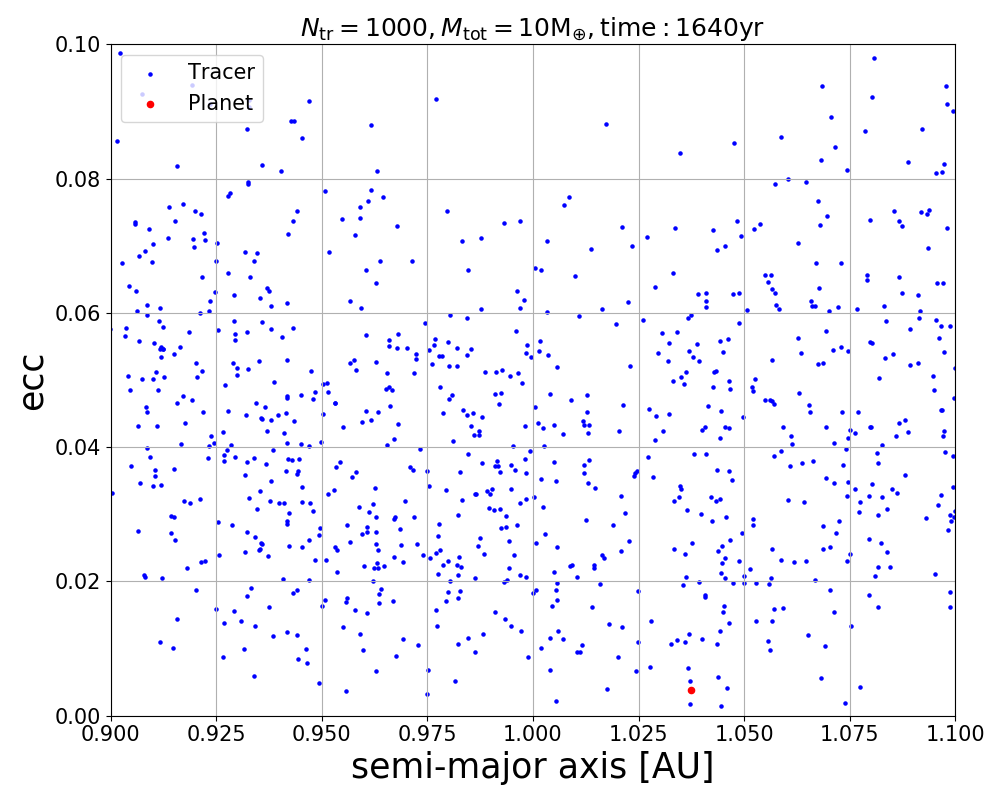 N_tr = 1000, M_tot = 10M_⊕, time : 1640yr
0.10
Tracer
Planet
0.08
0.06
ecc
0.04
0.02
0.00
0.900 0.925 0.950 0.975 1.000 1.025 1.050 1.075 1.100
semi-major axis [AU]